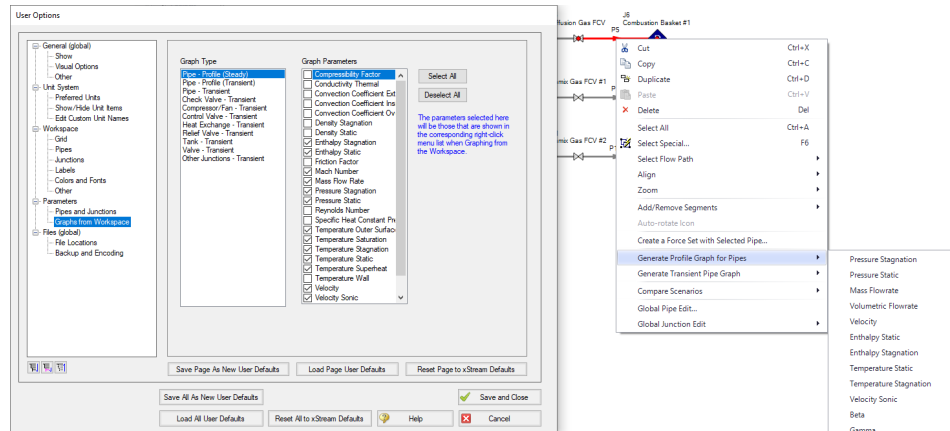 User Options
General (global)
Show
Visual Options
Other
Unit System
Preferred Units
Show/Hide Unit Items
Edit Custom Unit Names
Workspace
Grid
Pipes
Junctions
Labels
Colors and Fonts
Other
Parameters
Pipes and Junctions
Graphs from Workspace
Files (global)
File Locations
Backup and Encoding
Graph Type
Pipe - Profile (Steady)
Pipe - Profile (Transient)
Pipe - Transient
Check Valve - Transient
Compressor/Fan - Transient
Control Valve - Transient
Heat Exchange - Transient
Relief Valve - Transient
Tank - Transient
Valve - Transient
Other Junctions - Transient
Graph Parameters
Compressibility Factor
Conductivity Thermal
Convection Coefficient Ext
Convection Coefficient Ins
Convection Coefficient Ov
Density Stagnation
Density Static
Enthalpy Stagnation
Enthalpy Static
Friction Factor
Mach Number
Mass Flow Rate
Pressure Stagnation
Pressure Static
Reynolds Number
Specific Heat Constant Pre
Temperature Outer Surface
Temperature Saturation
Temperature Stagnation
Temperature Static
Temperature Superheat
Temperature Wall
Velocity
Velocity Sonic
Select All
Deselect All
The parameters selected here
will be those that are shown in
the corresponding right-click
menu list when Graphing from
the Workspace.
Save Page As New User Defaults
Load Page User Defaults
Reset Page to xStream Defaults
Save All As New User Defaults
Save and Close
Load All User Defaults
Reset All to xStream Defaults
Help
Cancel
ffusion Gas FCV
J6
Combustion Basket #1
P5
mix Gas FCV #1
P
mix Gas FCV #2
P
Cut Ctrl+X
Copy Ctrl+C
Duplicate Ctrl+D
Paste Ctrl+V
Delete Del
Select All Ctrl+A
Select Special... F6
Select Flow Path
Align
Zoom
Add/Remove Segments
Auto-rotate Icon
Create a Force Set with Selected Pipe...
Generate Profile Graph for Pipes
Generate Transient Pipe Graph
Compare Scenarios
Global Pipe Edit...
Global Junction Edit
Pressure Stagnation
Pressure Static
Mass Flowrate
Volumetric Flowrate
Velocity
Enthalpy Static
Enthalpy Stagnation
Temperature Static
Temperature Stagnation
Velocity Sonic
Beta
Gamma